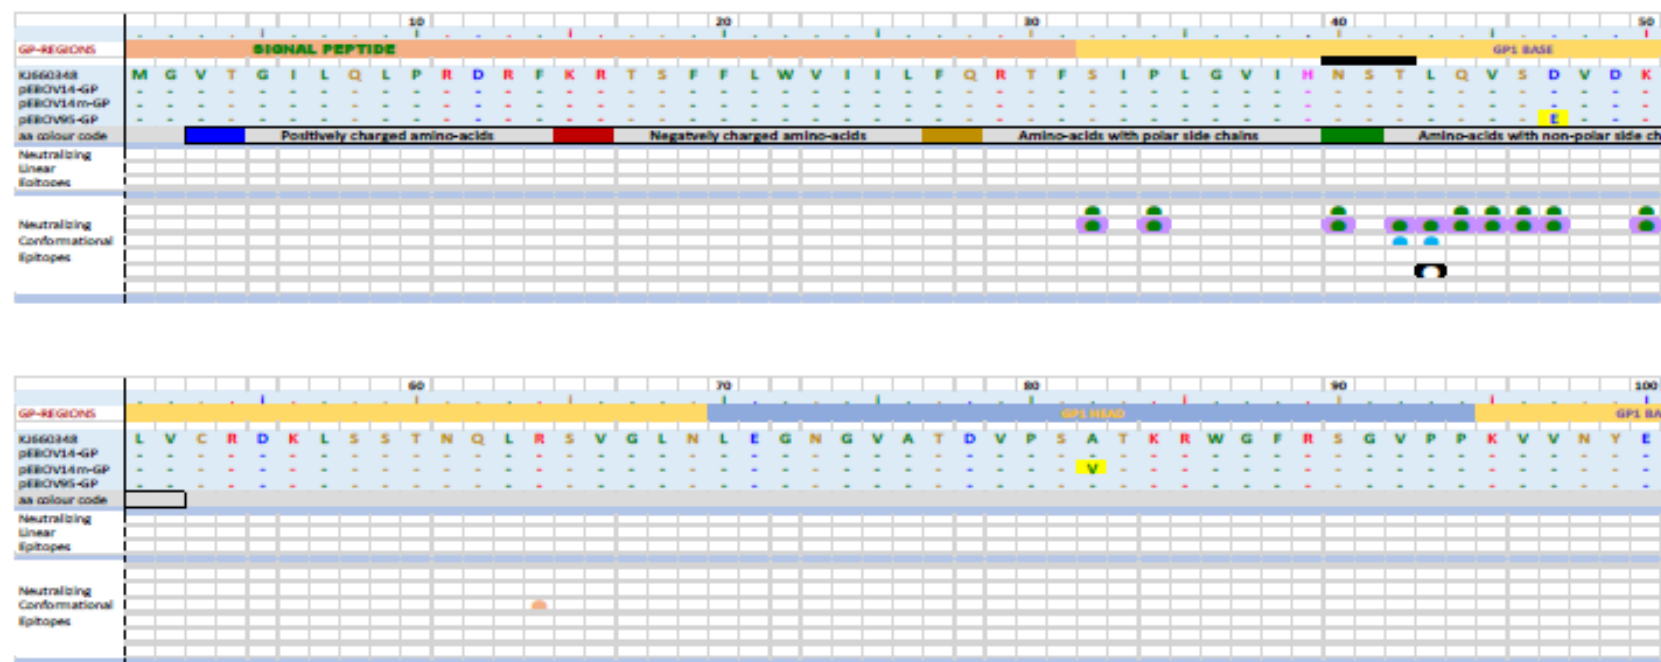 10 20 30 40 50
GP-REGIONS SIGNAL PEPTIDE GP1 BASE
KJ660348 M G V T G I L Q L P R D R F K R T S F F L W V I I L F Q R T F S I P L G V I H N S T L Q V S D V D K
pEBOV14-GP - - - - - - - - - - - - - - - - - - - - - - - - - - - - - - - - - - - - - - - - - - - - - - - - - -
pEBOV14m-GP - - - - - - - - - - - - - - - - - - - - - - - - - - - - - - - - - - - - - - - - - - - - - - - - - -
pEBOV95-GP - - - - - - - - - - - - - - - - - - - - - - - - - - - - - - - - - - - - - - - - - - - - - - E - - -
aa colour code Positively charged amino-acids Negatvely charged amino-acids Amino-acids with polar side chains Amino-acids with non-polar side ch
Neutralizing
Linear
Epitopes
Neutralizing
Conformational
Epitopes
60 70 80 90 100
GP-REGIONS GP1 HEAD GP1 BA
KJ660348 L V C R D K L S S T N Q L R S V G L N L E G N G V A T D V P S A T K R W G F R S G V P P K V V N Y E
pEBOV14-GP - - - - - - - - - - - - - - - - - - - - - - - - - - - - - - - - - - - - - - - - - - - - - - - - - -
pEBOV14m-GP - - - - - - - - - - - - - - - - - - - - - - - - - - - - - - - V - - - - - - - - - - - - - - - - - -
pEBOV95-GP - - - - - - - - - - - - - - - - - - - - - - - - - - - - - - - - - - - - - - - - - - - - - - - - - -
aa colour code
Neutralizing
Linear
Epitopes
Neutralizing
Conformational
Epitopes